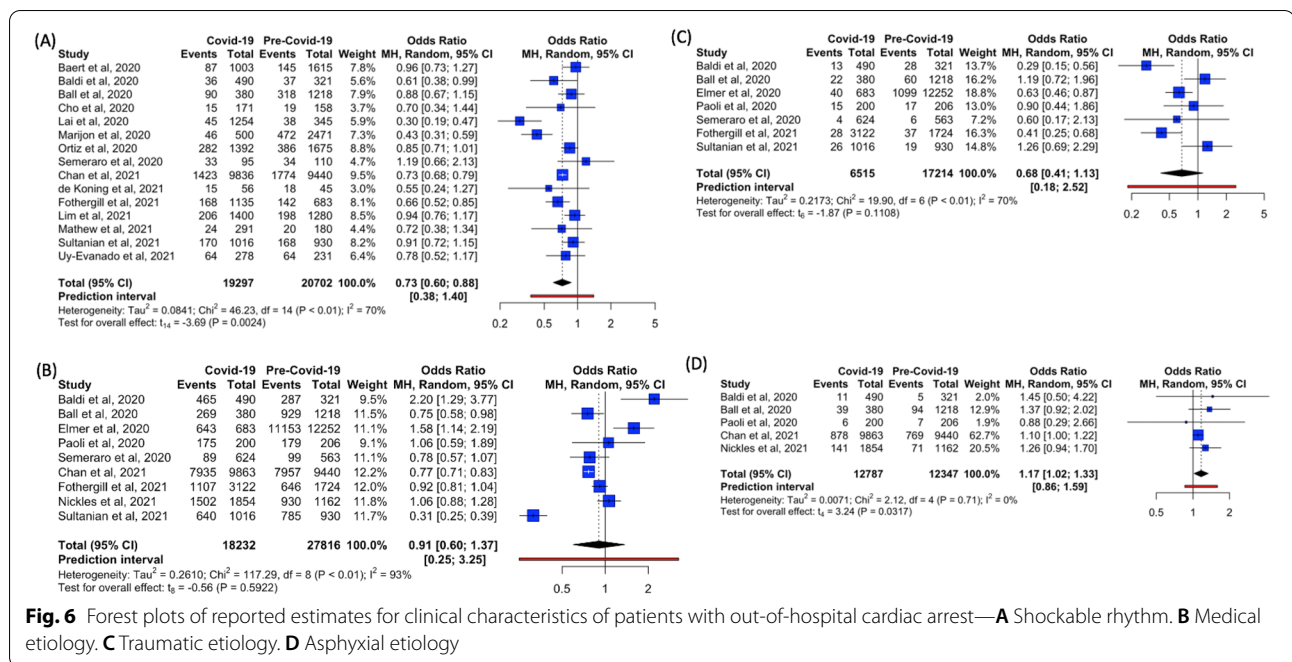 (A)
Covid-19 Pre-Covid-19 Odds Ratio Odds Ratio
Study Events Total Events Total Weight MH, Random, 95% CI MH, Random, 95% CI
Baert et al, 2020 87 1003 145 1615 7.8% 0.96 [0.73; 1.27]
Baldi et al, 2020 36 490 37 321 5.6% 0.61 [0.38; 0.99]
Ball et al, 2020 90 380 318 1218 8.0% 0.88 [0.67; 1.15]
Cho et al, 2020 15 171 19 158 3.8% 0.70 [0.34; 1.44]
Lai et al, 2020 45 1254 38 345 5.8% 0.30 [0.19; 0.47]
Marijon et al, 2020 46 500 472 2471 7.2% 0.43 [0.31; 0.59]
Ortiz et al, 2020 282 1392 386 1675 9.2% 0.85 [0.71; 1.01]
Semeraro et al, 2020 33 95 34 110 4.5% 1.19 [0.66; 2.13]
Chan et al, 2021 1423 9836 1774 9440 10.1% 0.73 [0.68; 0.79]
de Koning et al, 2021 15 56 18 45 2.9% 0.55 [0.24; 1.27]
Fothergill et al, 2021 168 1135 142 683 8.2% 0.66 [0.52; 0.85]
Lim et al, 2021 206 1400 198 1280 8.7% 0.94 [0.76; 1.17]
Mathew et al, 2021 24 291 20 180 4.2% 0.72 [0.38; 1.34]
Sultanian et al, 2021 170 1016 168 930 8.4% 0.91 [0.72; 1.15]
Uy-Evanado et al, 2021 64 278 64 231 6.4% 0.78 [0.52; 1.17]
Total (95% CI) 19297 20702 100.0% 0.73 [0.60; 0.88]
Prediction interval [0.38; 1.40]
Heterogeneity: Tau² = 0.0841; Chi² = 46.23, df = 14 (P < 0.01); I² = 70%
Test for overall effect: t₁₄ = -3.69 (P = 0.0024)
0.2 0.5 1 2 5
(C)
Covid-19 Pre-Covid-19 Odds Ratio Odds Ratio
Study Events Total Events Total Weight MH, Random, 95% CI MH, Random, 95% CI
Baldi et al, 2020 13 490 28 321 13.7% 0.29 [0.15; 0.56]
Ball et al, 2020 22 380 60 1218 16.2% 1.19 [0.72; 1.96]
Elmer et al, 2020 40 683 1099 12252 18.8% 0.63 [0.46; 0.87]
Paoli et al, 2020 15 200 17 206 13.0% 0.90 [0.44; 1.86]
Semeraro et al, 2020 4 624 6 563 7.2% 0.60 [0.17; 2.13]
Fothergill et al, 2021 28 3122 37 1724 16.3% 0.41 [0.25; 0.68]
Sultanian et al, 2021 26 1016 19 930 14.8% 1.26 [0.69; 2.29]
Total (95% CI) 6515 17214 100.0% 0.68 [0.41; 1.13]
Prediction interval [0.18; 2.52]
Heterogeneity: Tau² = 0.2173; Chi² = 19.90, df = 6 (P < 0.01); I² = 70%
Test for overall effect: t₆ = -1.87 (P = 0.1108)
0.2 0.5 1 2 5
(B)
Covid-19 Pre-Covid-19 Odds Ratio Odds Ratio
Study Events Total Events Total Weight MH, Random, 95% CI MH, Random, 95% CI
Baldi et al, 2020 465 490 287 321 9.5% 2.20 [1.29; 3.77]
Ball et al, 2020 269 380 929 1218 11.5% 0.75 [0.58; 0.98]
Elmer et al, 2020 643 683 11153 12252 11.2% 1.58 [1.14; 2.19]
Paoli et al, 2020 175 200 179 206 9.1% 1.06 [0.59; 1.89]
Semeraro et al, 2020 89 624 99 563 11.2% 0.78 [0.57; 1.07]
Chan et al, 2021 7935 9863 7957 9440 12.2% 0.77 [0.71; 0.83]
Fothergill et al, 2021 1107 3122 646 1724 12.1% 0.92 [0.81; 1.04]
Nickles et al, 2021 1502 1854 930 1162 11.9% 1.06 [0.88; 1.28]
Sultanian et al, 2021 640 1016 785 930 11.7% 0.31 [0.25; 0.39]
Total (95% CI) 18232 27816 100.0% 0.91 [0.60; 1.37]
Prediction interval [0.25; 3.25]
Heterogeneity: Tau² = 0.2610; Chi² = 117.29, df = 8 (P < 0.01); I² = 93%
Test for overall effect: t₈ = -0.56 (P = 0.5922)
0.5 1 2
(D)
Covid-19 Pre-Covid-19 Odds Ratio Odds Ratio
Study Events Total Events Total Weight MH, Random, 95% CI MH, Random, 95% CI
Baldi et al, 2020 11 490 5 321 2.0% 1.45 [0.50; 4.22]
Ball et al, 2020 39 380 94 1218 12.9% 1.37 [0.92; 2.02]
Paoli et al, 2020 6 200 7 206 1.9% 0.88 [0.29; 2.66]
Chan et al, 2021 878 9863 769 9440 62.7% 1.10 [1.00; 1.22]
Nickles et al, 2021 141 1854 71 1162 20.5% 1.26 [0.94; 1.70]
Total (95% CI) 12787 12347 100.0% 1.17 [1.02; 1.33]
Prediction interval [0.86; 1.59]
Heterogeneity: Tau² = 0.0071; Chi² = 2.12, df = 4 (P = 0.71); I² = 0%
Test for overall effect: t₄ = 3.24 (P = 0.0317)
0.5 1 2
Fig. 6 Forest plots of reported estimates for clinical characteristics of patients with out-of-hospital cardiac arrest—A Shockable rhythm. B Medical
etiology. C Traumatic etiology. D Asphyxial etiology